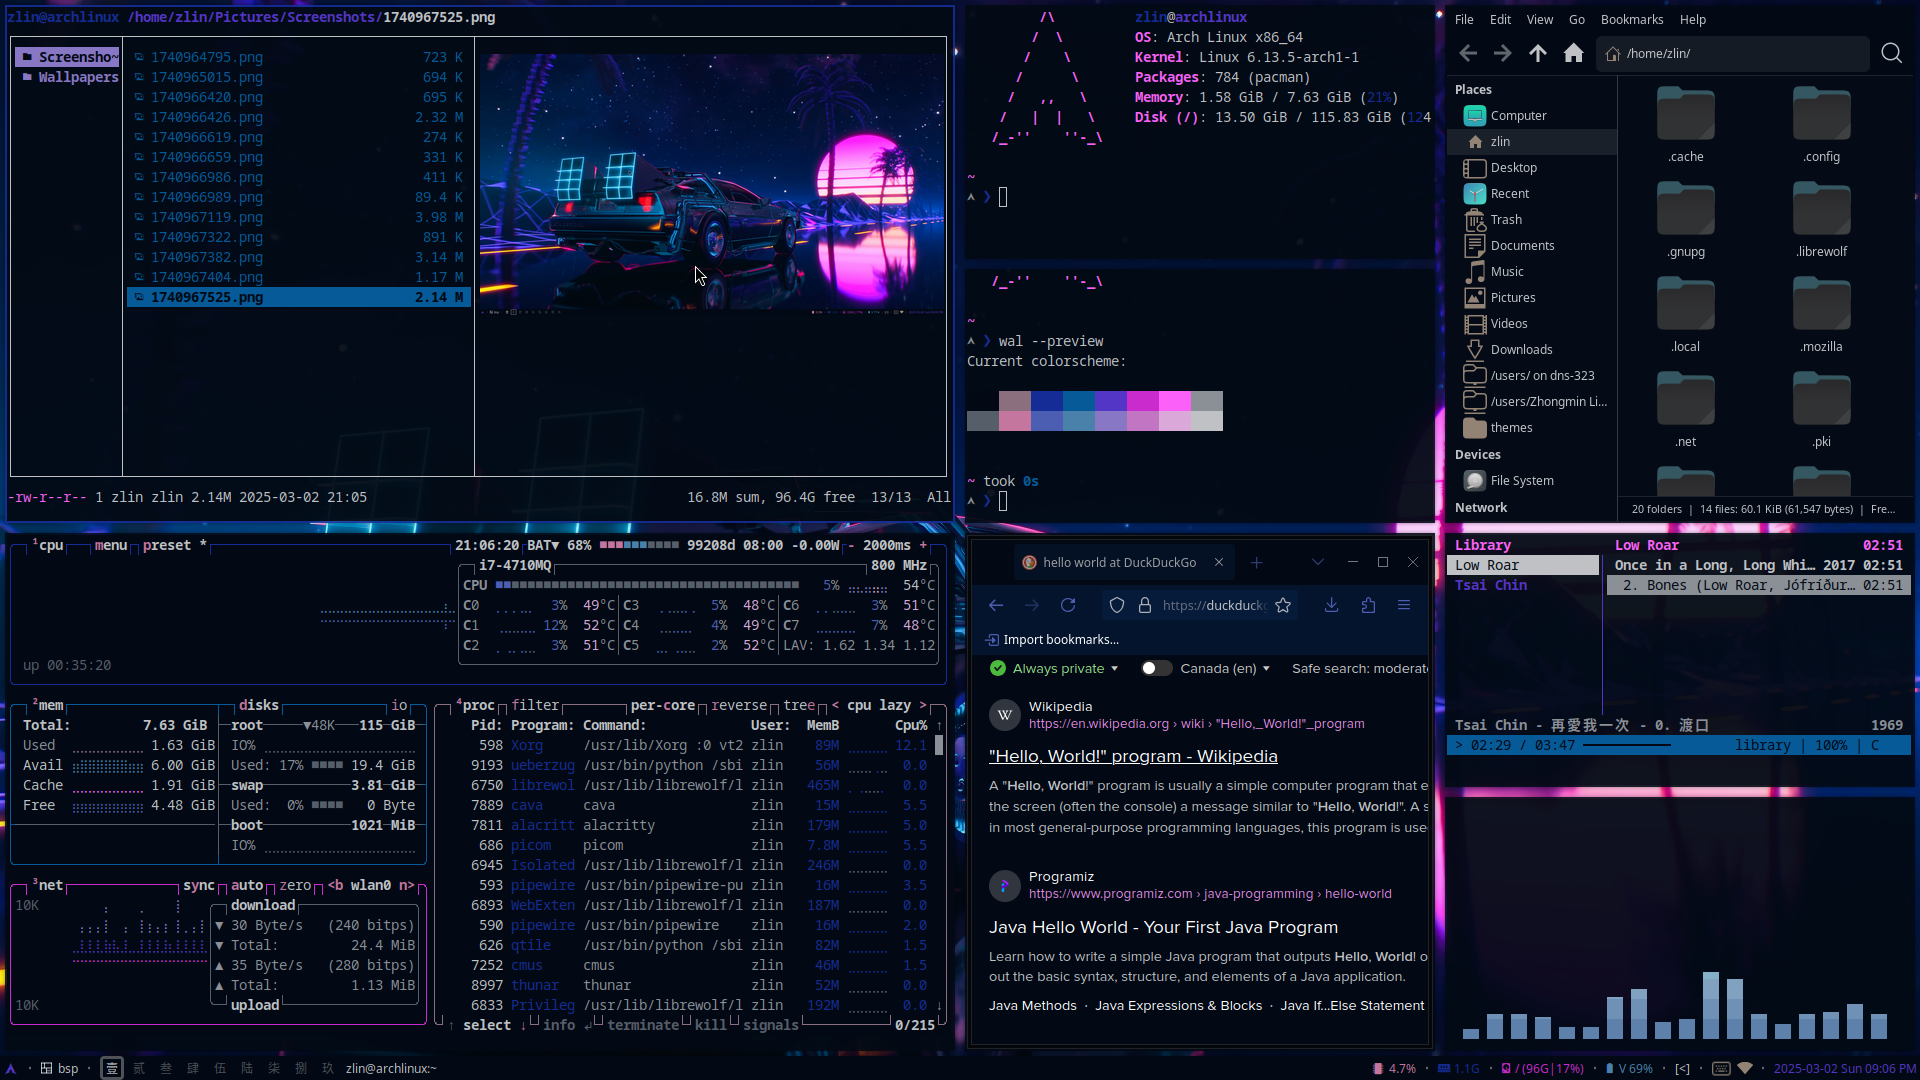 zlin@archlinux /home/zlin/Pictures/Screenshots/1740967525.png
Screensho~
Wallpapers
1740964795.png 723 K
1740965015.png 694 K
1740966420.png 695 K
1740966426.png 2.32 M
1740966619.png 274 K
1740966659.png 331 K
1740966986.png 411 K
1740966989.png 89.4 K
1740967119.png 3.98 M
1740967322.png 891 K
1740967382.png 3.14 M
1740967404.png 1.17 M
1740967525.png 2.14 M
-rw-r--r-- 1 zlin zlin 2.14M 2025-03-02 21:05 16.8M sum, 96.4G free 13/13 All
zlin@archlinux
OS: Arch Linux x86_64
Kernel: Linux 6.13.5-arch1-1
Packages: 784 (pacman)
Memory: 1.58 GiB / 7.63 GiB (21%)
Disk (/): 13.50 GiB / 115.83 GiB (124
~
❯
~
❯ wal --preview
Current colorscheme:
~ took 0s
❯
File Edit View Go Bookmarks Help
/home/zlin/
Places
Computer
zlin
Desktop
Recent
Trash
Documents
Music
Pictures
Videos
Downloads
/users/ on dns-323
/users/Zhongmin Li...
themes
Devices
File System
Network
.cache .config
.gnupg .librewolf
.local .mozilla
.net .pki
20 folders | 14 files: 60.1 KiB (61,547 bytes) | Fre...
¹cpu menu preset * 21:06:20 BAT▼ 68% 99208d 08:00 -0.00W - 2000ms +
i7-4710MQ 800 MHz
CPU 5% 54°C
C0 3% 49°C C3 5% 48°C C6 3% 51°C
C1 12% 52°C C4 4% 49°C C7 7% 48°C
C2 3% 51°C C5 2% 52°C LAV: 1.62 1.34 1.12
up 00:35:20
²mem disks io
Total: 7.63 GiB
Used 1.63 GiB
Avail 6.00 GiB
Cache 1.91 GiB
Free 4.48 GiB
root ▼48K 115 GiB
IO%
Used: 17% 19.4 GiB
swap 3.81 GiB
Used: 0% 0 Byte
boot 1021 MiB
IO%
³net sync auto zero <b wlan0 n>
10K
10K
download
▼ 30 Byte/s (240 bitps)
▼ Total: 24.4 MiB
▲ 35 Byte/s (280 bitps)
▲ Total: 1.13 MiB
upload
⁴proc filter per-core reverse tree < cpu lazy >
Pid: Program: Command: User: MemB Cpu% ↑
598 Xorg /usr/lib/Xorg :0 vt2 zlin 89M 12.1
9193 ueberzug /usr/bin/python /sbi zlin 56M 0.0
6750 librewol /usr/lib/librewolf/l zlin 465M 0.0
7889 cava cava zlin 15M 5.5
7811 alacritt alacritty zlin 179M 5.0
686 picom picom zlin 7.8M 5.5
6945 Isolated /usr/lib/librewolf/l zlin 246M 0.0
593 pipewire /usr/bin/pipewire-pu zlin 16M 3.5
6893 WebExten /usr/lib/librewolf/l zlin 187M 0.0
590 pipewire /usr/bin/pipewire zlin 16M 2.0
626 qtile /usr/bin/python /sbi zlin 82M 1.5
7252 cmus cmus zlin 46M 1.5
8997 thunar thunar zlin 52M 0.0
6833 Privileg /usr/lib/librewolf/l zlin 192M 0.0 ↓
↑ select ↓ info ↲ terminate kill signals 0/215
hello world at DuckDuckGo
https://duckduckg
Import bookmarks...
Always private Canada (en) Safe search: moderat
Wikipedia
https://en.wikipedia.org › wiki › "Hello,_World!"_program
"Hello, World!" program - Wikipedia
A "Hello, World!" program is usually a simple computer program that e
the screen (often the console) a message similar to "Hello, World!". A s
in most general-purpose programming languages, this program is use
Programiz
https://www.programiz.com › java-programming › hello-world
Java Hello World - Your First Java Program
Learn how to write a simple Java program that outputs Hello, World! o
out the basic syntax, structure, and elements of a Java application.
Java Methods · Java Expressions & Blocks · Java If...Else Statement
Library
Low Roar
Tsai Chin
Low Roar 02:51
Once in a Long, Long Whi… 2017 02:51
2. Bones (Low Roar, Jófríður… 02:51
Tsai Chin - 再愛我一次 - 0. 渡口 1969
> 02:29 / 03:47 library | 100% | C
bsp · 壹 貳 叁 肆 伍 陸 柒 捌 玖 zlin@archlinux:~
4.7% · 1.1G · / (96G|17%) · V 69% · [<] · 2025-03-02 Sun 09:06 PM